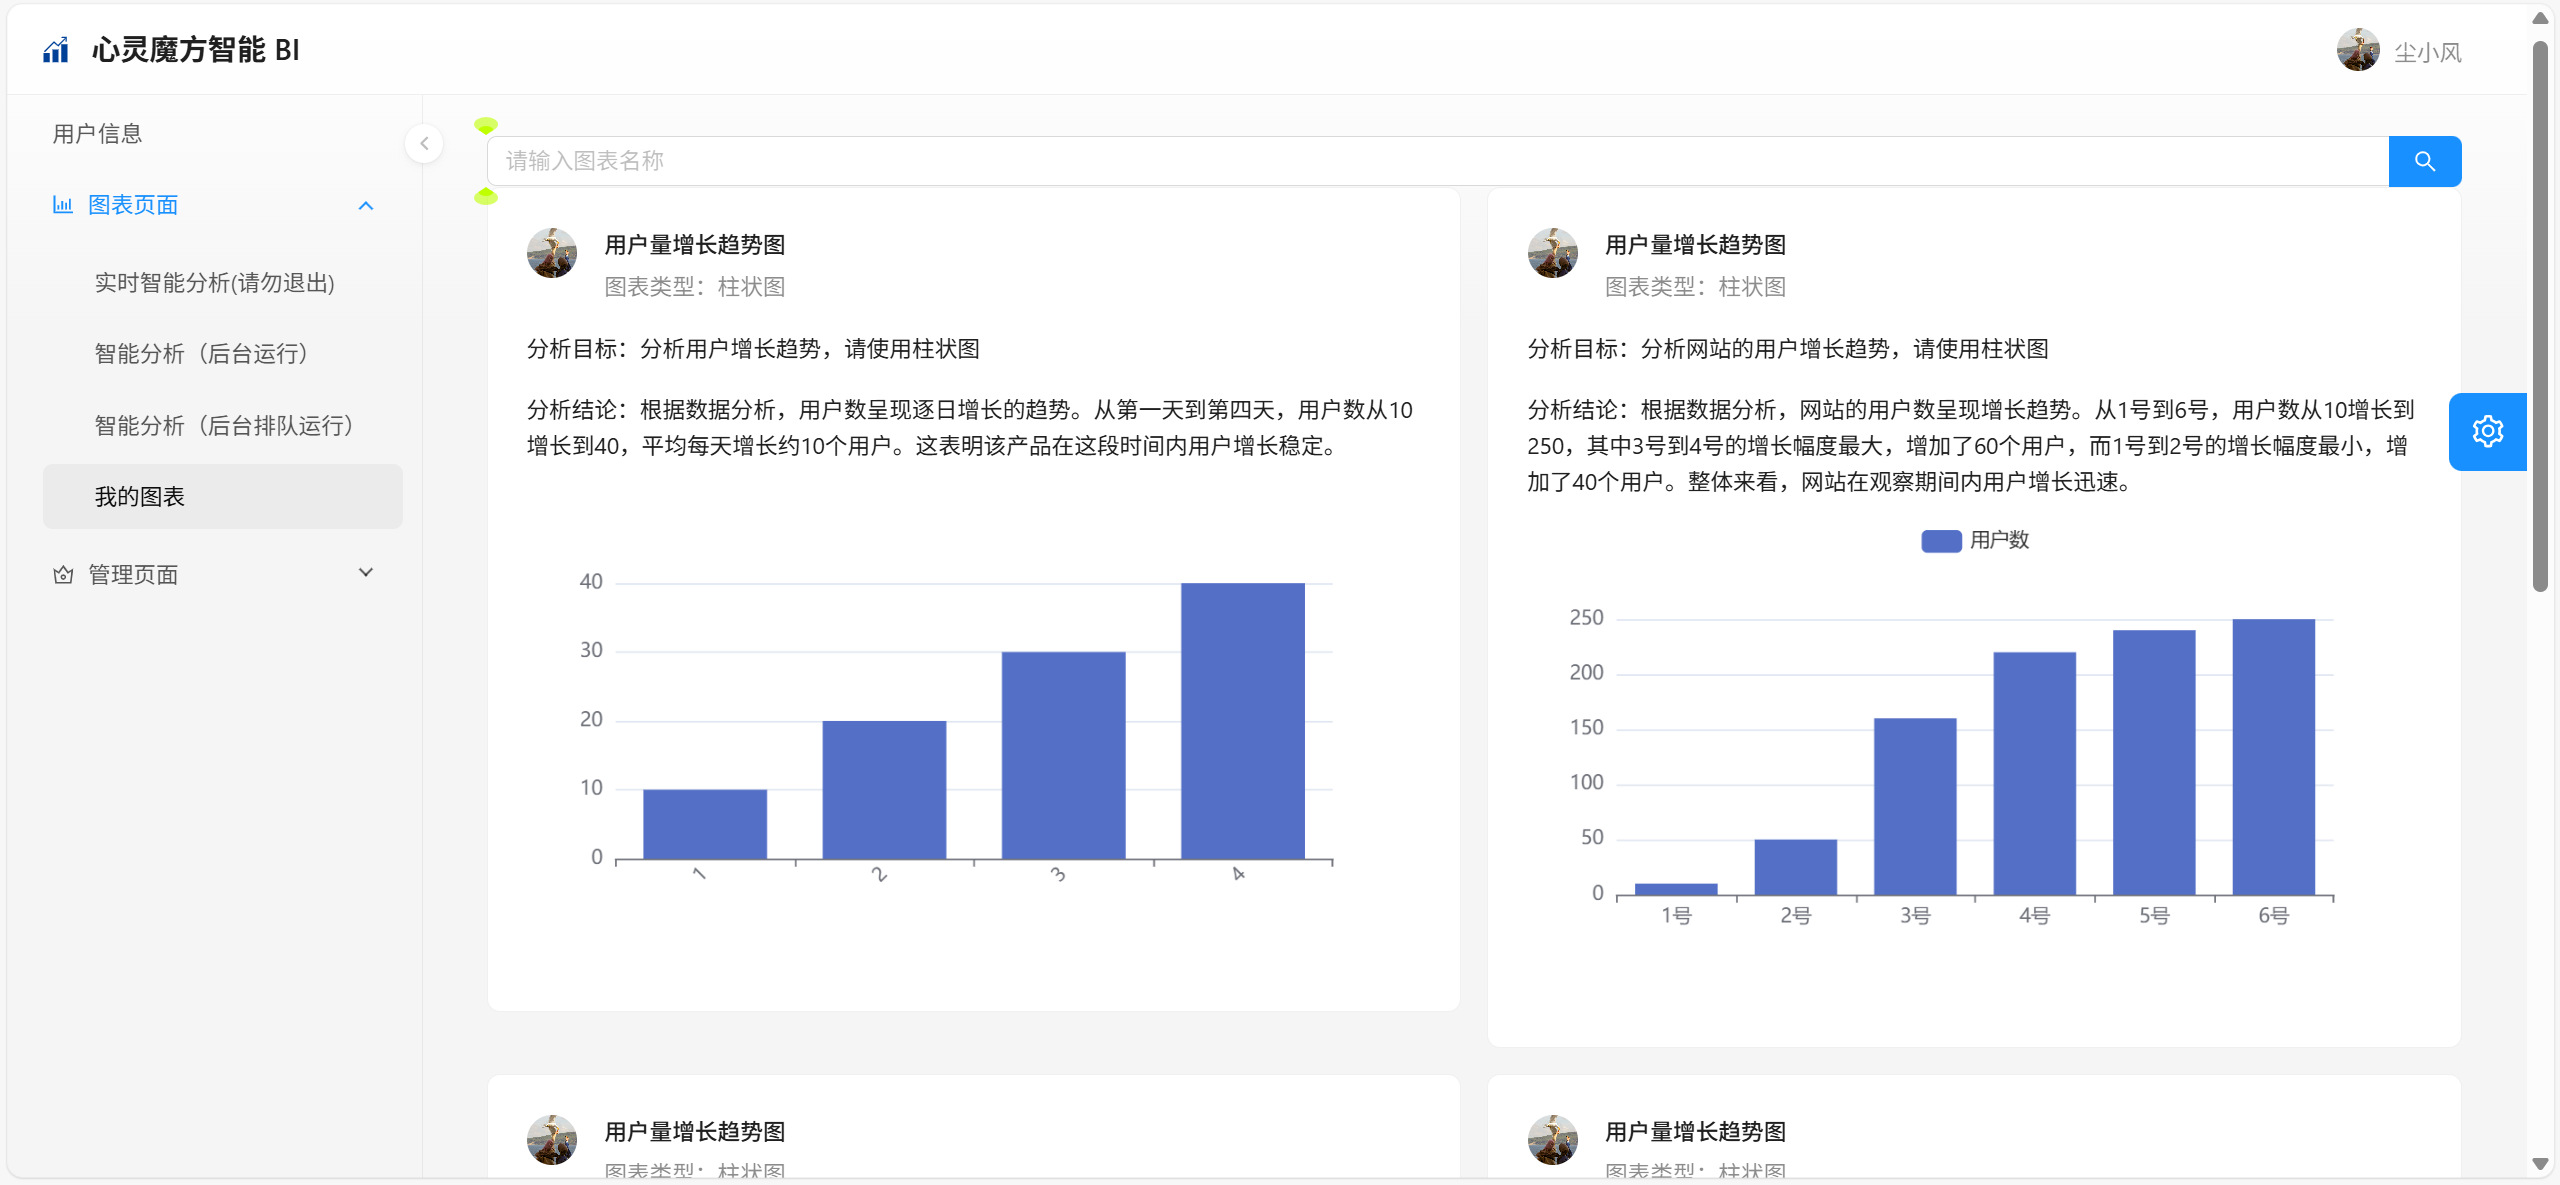 心灵魔方智能 BI
尘小风
用户信息
图表页面
实时智能分析(请勿退出)
智能分析（后台运行）
智能分析（后台排队运行）
我的图表
管理页面
请输入图表名称
用户量增长趋势图
图表类型：柱状图
分析目标：分析用户增长趋势，请使用柱状图
分析结论：根据数据分析，用户数呈现逐日增长的趋势。从第一天到第四天，用户数从10
增长到40，平均每天增长约10个用户。这表明该产品在这段时间内用户增长稳定。
40
30
20
10
0
1 2 3 4
用户量增长趋势图
图表类型：柱状图
分析目标：分析网站的用户增长趋势，请使用柱状图
分析结论：根据数据分析，网站的用户数呈现增长趋势。从1号到6号，用户数从10增长到
250，其中3号到4号的增长幅度最大，增加了60个用户，而1号到2号的增长幅度最小，增
加了40个用户。整体来看，网站在观察期间内用户增长迅速。
用户数
250
200
150
100
50
0
1号 2号 3号 4号 5号 6号
用户量增长趋势图
图表类型：柱状图
用户量增长趋势图
图表类型：柱状图